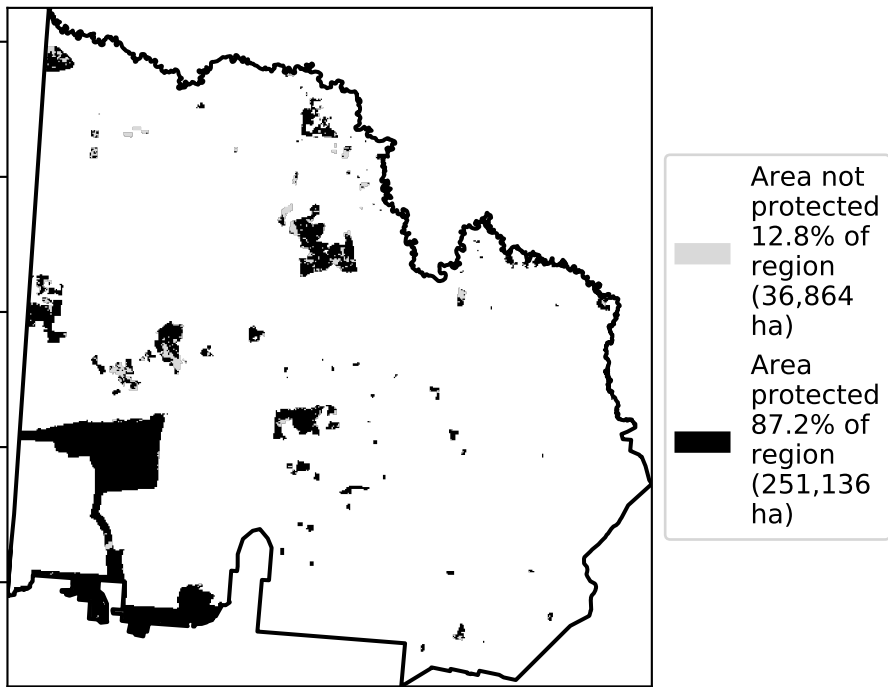 Area not
protected
12.8% of
region
(36,864
ha)
Area
protected
87.2% of
region
(251,136
ha)